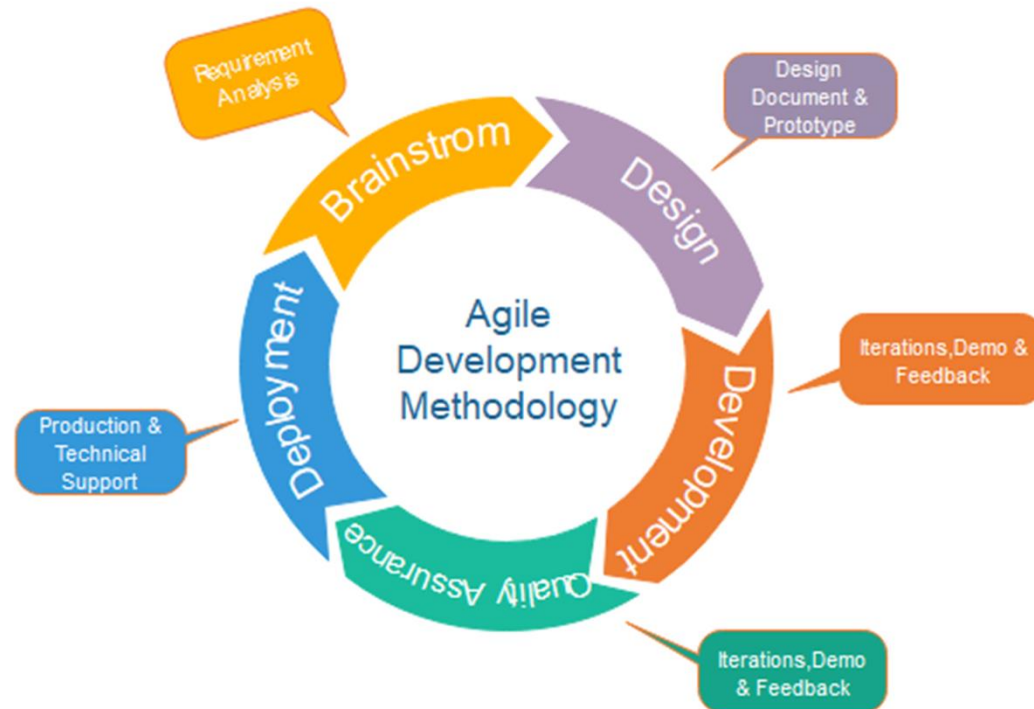 Requirement
Analysis
Brainstrom
Design
Document &
Prototype
Design
Iterations,Demo &
Feedback
Development
Iterations,Demo
& Feedback
Quality Assurance
Production &
Technical
Support
Deployment
Agile
Development
Methodology